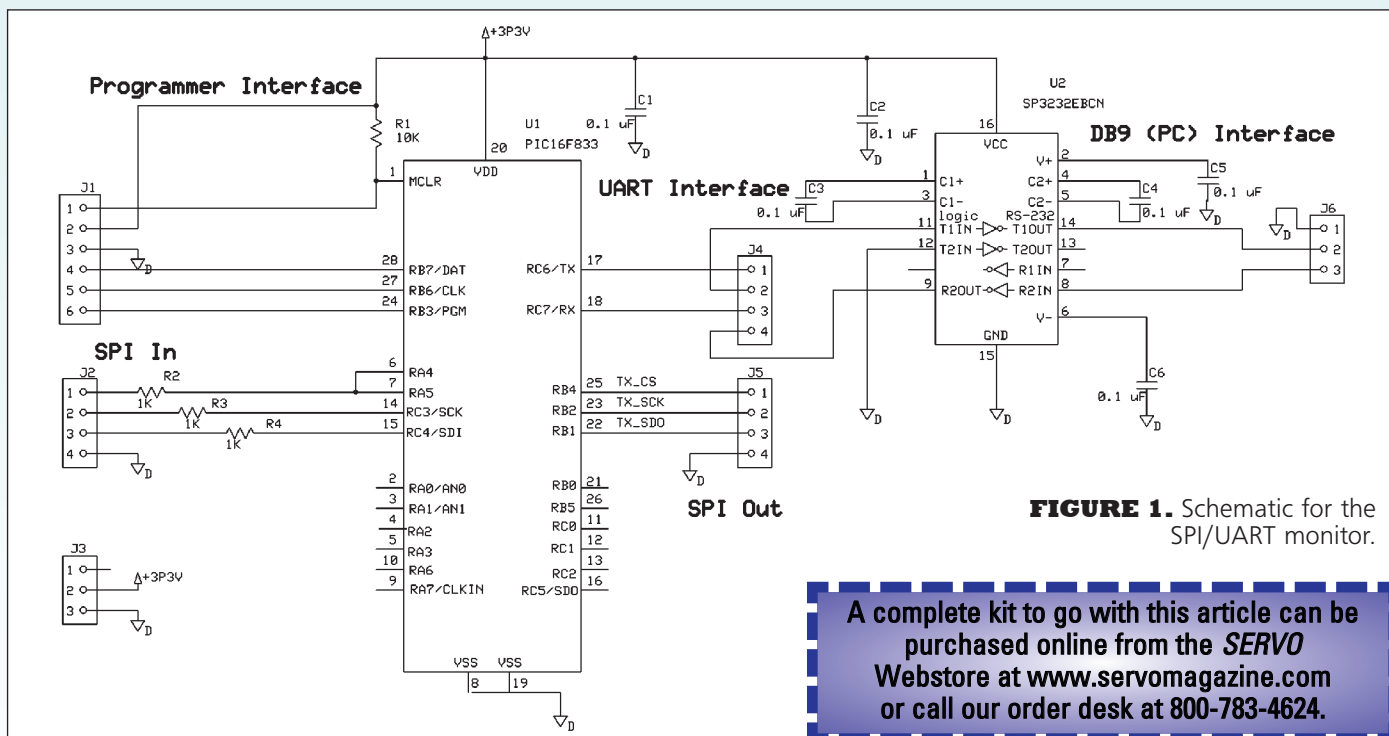 +3P3V
Programmer Interface
R1
10K
U1
PIC16F833
20
VDD
C1
0.1 uF
D
C2
0.1 uF
D
U2
SP3232EBCN
16
VCC
DB9 (PC) Interface
J1
1
2
3
4
5
6
D
1
MCLR
28
RB7/DAT
27
RB6/CLK
24
RB3/PGM
UART Interface
RC6/TX
17
RC7/RX
18
J4
1
2
3
4
C3
0.1 uF
1
C1+
3
C1-
logic
RS-232
11
T1IN
T1OUT
14
12
T2IN
T2OUT
13
R1IN
7
9
R2OUT
R2IN
8
V+
2
C2+
4
C2-
5
V-
6
GND
15
C4
0.1 uF
C5
0.1 uF
D
J6
D
1
2
3
C6
0.1 uF
D
D
D
SPI In
J2
1
2
3
4
R2
1K
R3
1K
R4
1K
D
6
RA4
7
RA5
14
RC3/SCK
15
RC4/SDI
RB4
25
TX_CS
RB2
23
TX_SCK
RB1
22
TX_SDO
J5
1
2
3
4
D
SPI Out
2
RA0/AN0
3
RA1/AN1
4
RA2
5
RA3
10
RA6
9
RA7/CLKIN
RB0
21
RB5
26
RC0
11
RC1
12
RC2
13
RC5/SDO
16
J3
1
2
3
+3P3V
D
VSS
VSS
8
19
D
FIGURE 1. Schematic for the
SPI/UART monitor.
A complete kit to go with this article can be
purchased online from the SERVO
Webstore at www.servomagazine.com
or call our order desk at 800-783-4624.